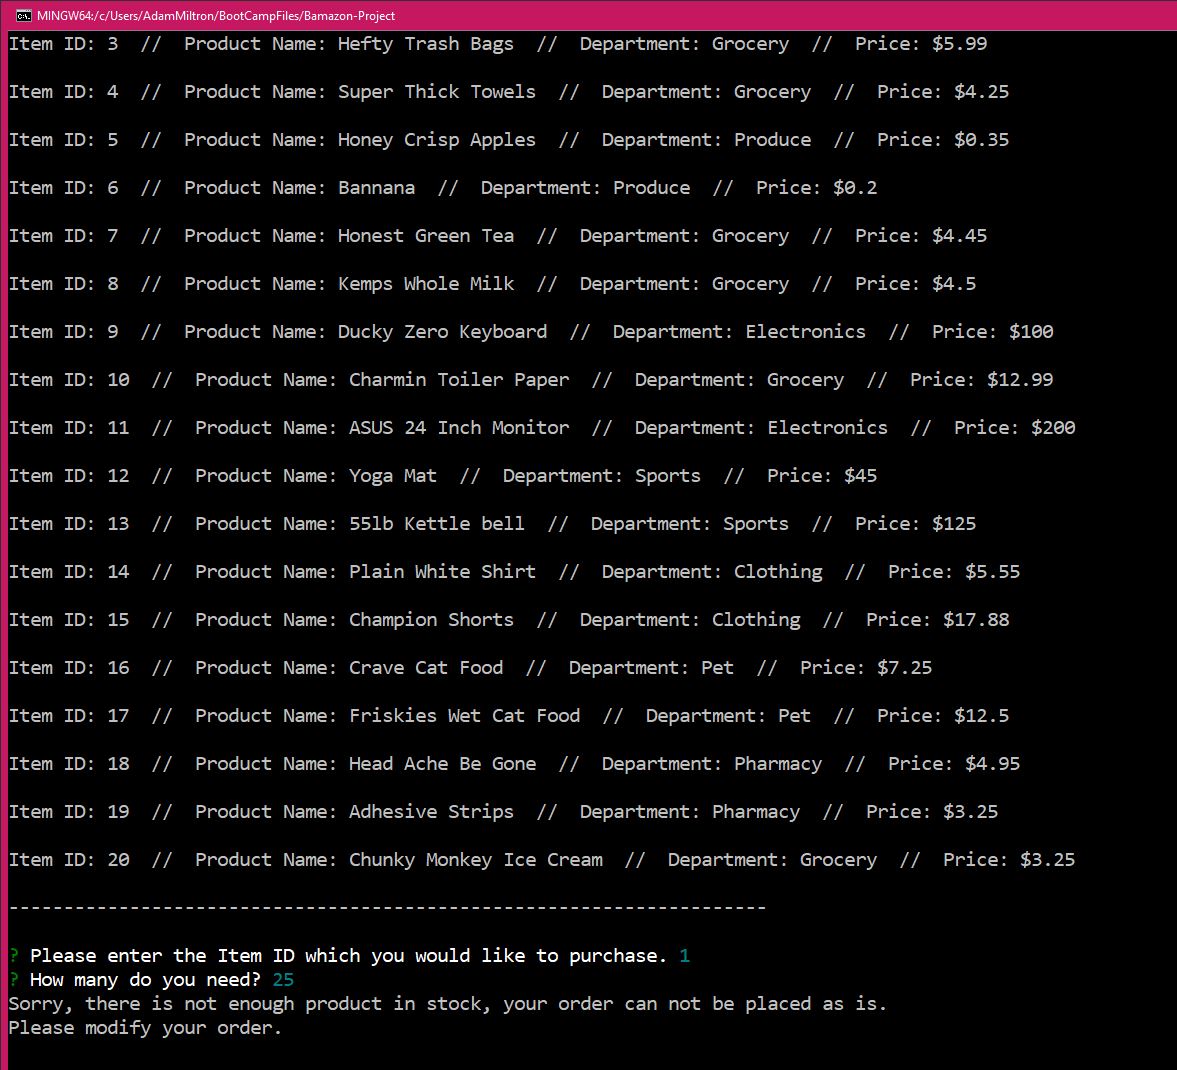 MINGW64:/c/Users/AdamMiltron/BootCampFiles/Bamazon-Project
Item ID: 3  //  Product Name: Hefty Trash Bags  //  Department: Grocery  //  Price: $5.99
Item ID: 4  //  Product Name: Super Thick Towels  //  Department: Grocery  //  Price: $4.25
Item ID: 5  //  Product Name: Honey Crisp Apples  //  Department: Produce  //  Price: $0.35
Item ID: 6  //  Product Name: Bannana  //  Department: Produce  //  Price: $0.2
Item ID: 7  //  Product Name: Honest Green Tea  //  Department: Grocery  //  Price: $4.45
Item ID: 8  //  Product Name: Kemps Whole Milk  //  Department: Grocery  //  Price: $4.5
Item ID: 9  //  Product Name: Ducky Zero Keyboard  //  Department: Electronics  //  Price: $100
Item ID: 10  //  Product Name: Charmin Toiler Paper  //  Department: Grocery  //  Price: $12.99
Item ID: 11  //  Product Name: ASUS 24 Inch Monitor  //  Department: Electronics  //  Price: $200
Item ID: 12  //  Product Name: Yoga Mat  //  Department: Sports  //  Price: $45
Item ID: 13  //  Product Name: 55lb Kettle bell  //  Department: Sports  //  Price: $125
Item ID: 14  //  Product Name: Plain White Shirt  //  Department: Clothing  //  Price: $5.55
Item ID: 15  //  Product Name: Champion Shorts  //  Department: Clothing  //  Price: $17.88
Item ID: 16  //  Product Name: Crave Cat Food  //  Department: Pet  //  Price: $7.25
Item ID: 17  //  Product Name: Friskies Wet Cat Food  //  Department: Pet  //  Price: $12.5
Item ID: 18  //  Product Name: Head Ache Be Gone  //  Department: Pharmacy  //  Price: $4.95
Item ID: 19  //  Product Name: Adhesive Strips  //  Department: Pharmacy  //  Price: $3.25
Item ID: 20  //  Product Name: Chunky Monkey Ice Cream  //  Department: Grocery  //  Price: $3.25
---------------------------------------------------------------------
? Please enter the Item ID which you would like to purchase. 1
? How many do you need? 25
Sorry, there is not enough product in stock, your order can not be placed as is.
Please modify your order.